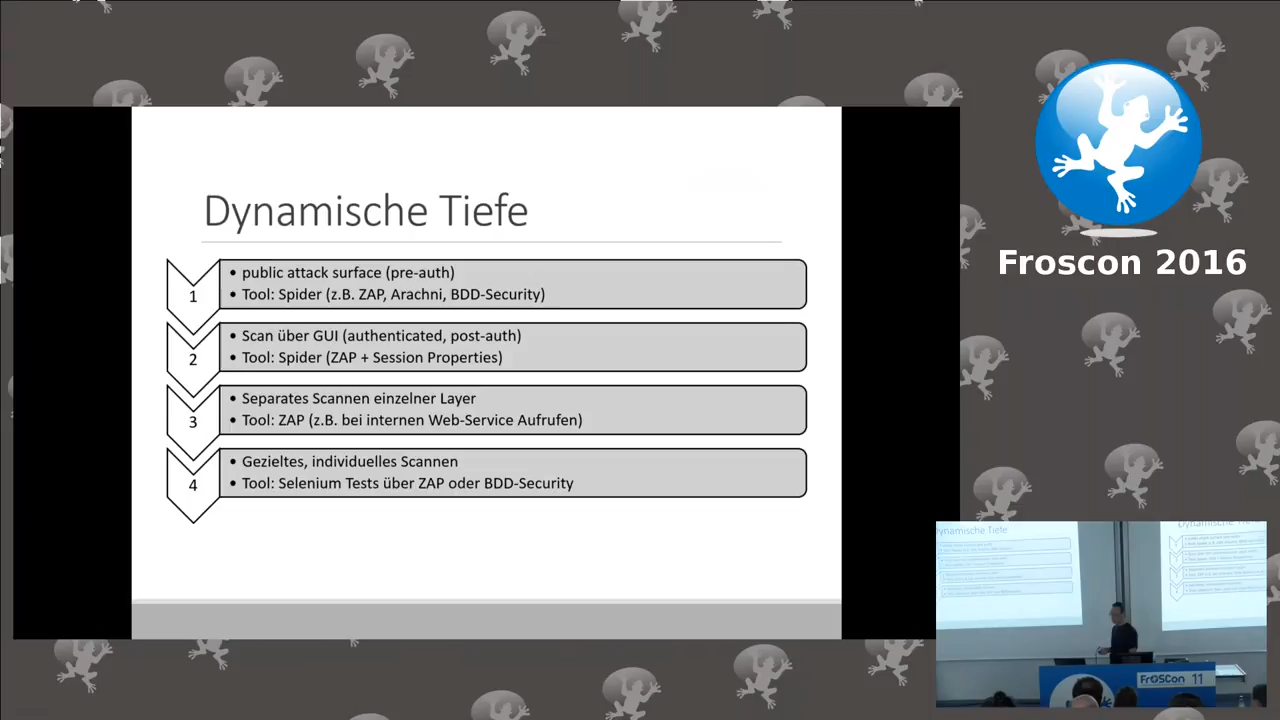 Dynamische Tiefe
1
• public attack surface (pre-auth)
• Tool: Spider (z.B. ZAP, Arachni, BDD-Security)
2
• Scan über GUI (authenticated, post-auth)
• Tool: Spider (ZAP + Session Properties)
3
• Separates Scannen einzelner Layer
• Tool: ZAP (z.B. bei internen Web-Service Aufrufen)
4
• Gezieltes, individuelles Scannen
• Tool: Selenium Tests über ZAP oder BDD-Security
Froscon 2016
FrOSCon 11